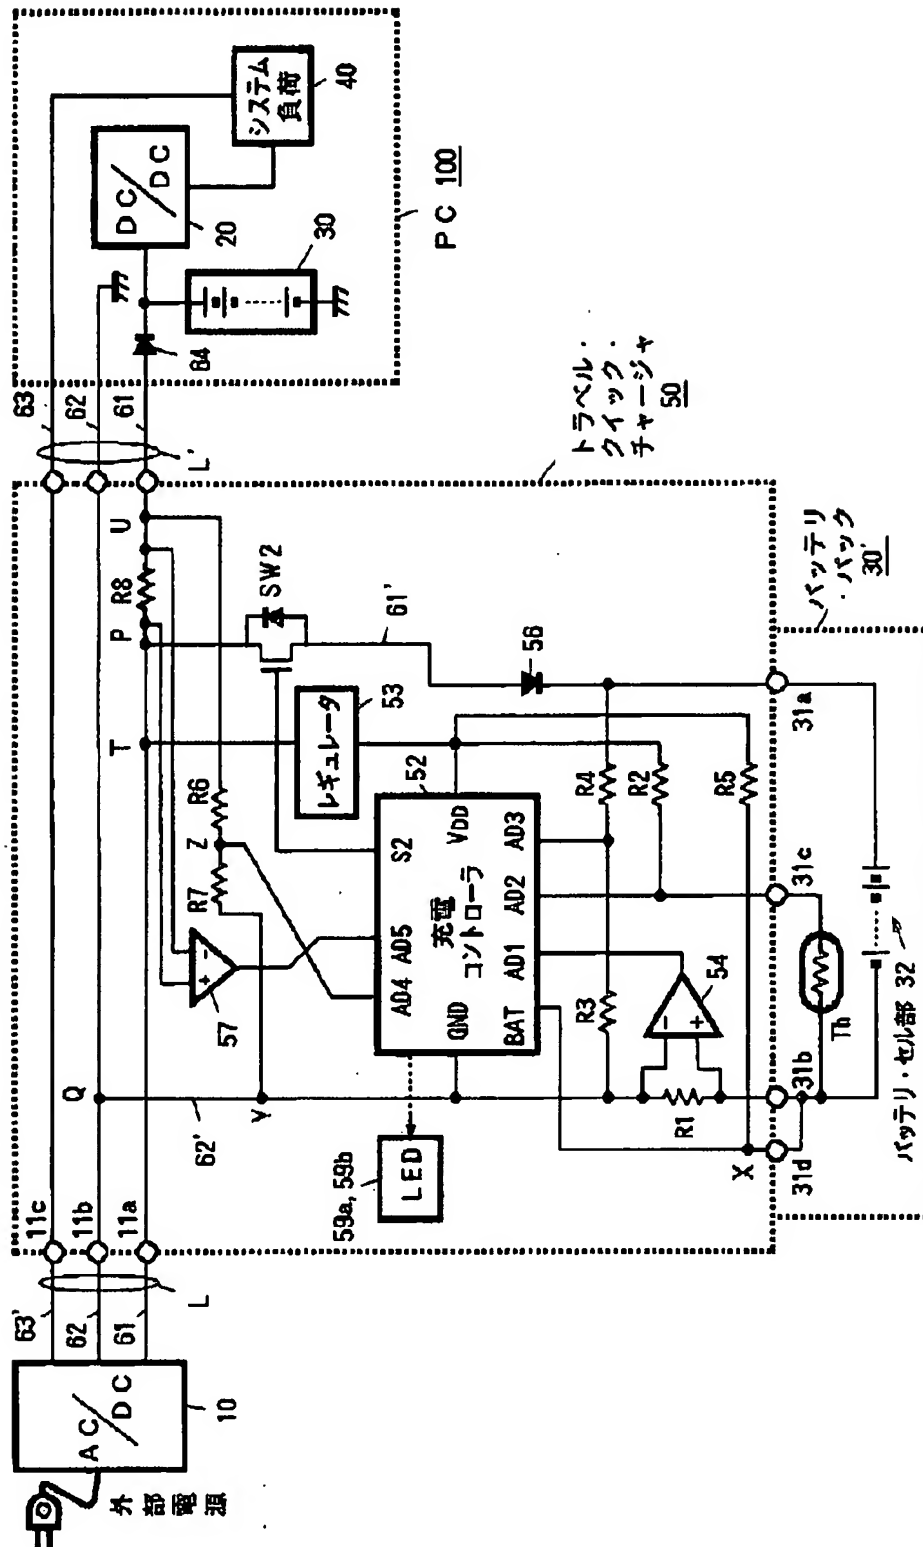 外部電源
AC/DC
10
63'
62
61
L
11c
11b
11a
Q
62'
Y
57
R7
Z
R6
T
P
R8
U
L'
63
62
61
64
DC/DC
20
30
システム
負荷
40
PC 100
SW2
61'
56
レギュレータ
53
52
充電
コントローラ
AD4
AD5
S2
GND
VDD
BAT
AD1
AD2
AD3
LED
59a, 59b
R3
R4
R2
R5
R1
54
X
31d
31b
31c
31a
Th
バッテリ・セル部 32
トラベル・
クイック・
チャージャ
50
バッテリ
・パック
30'